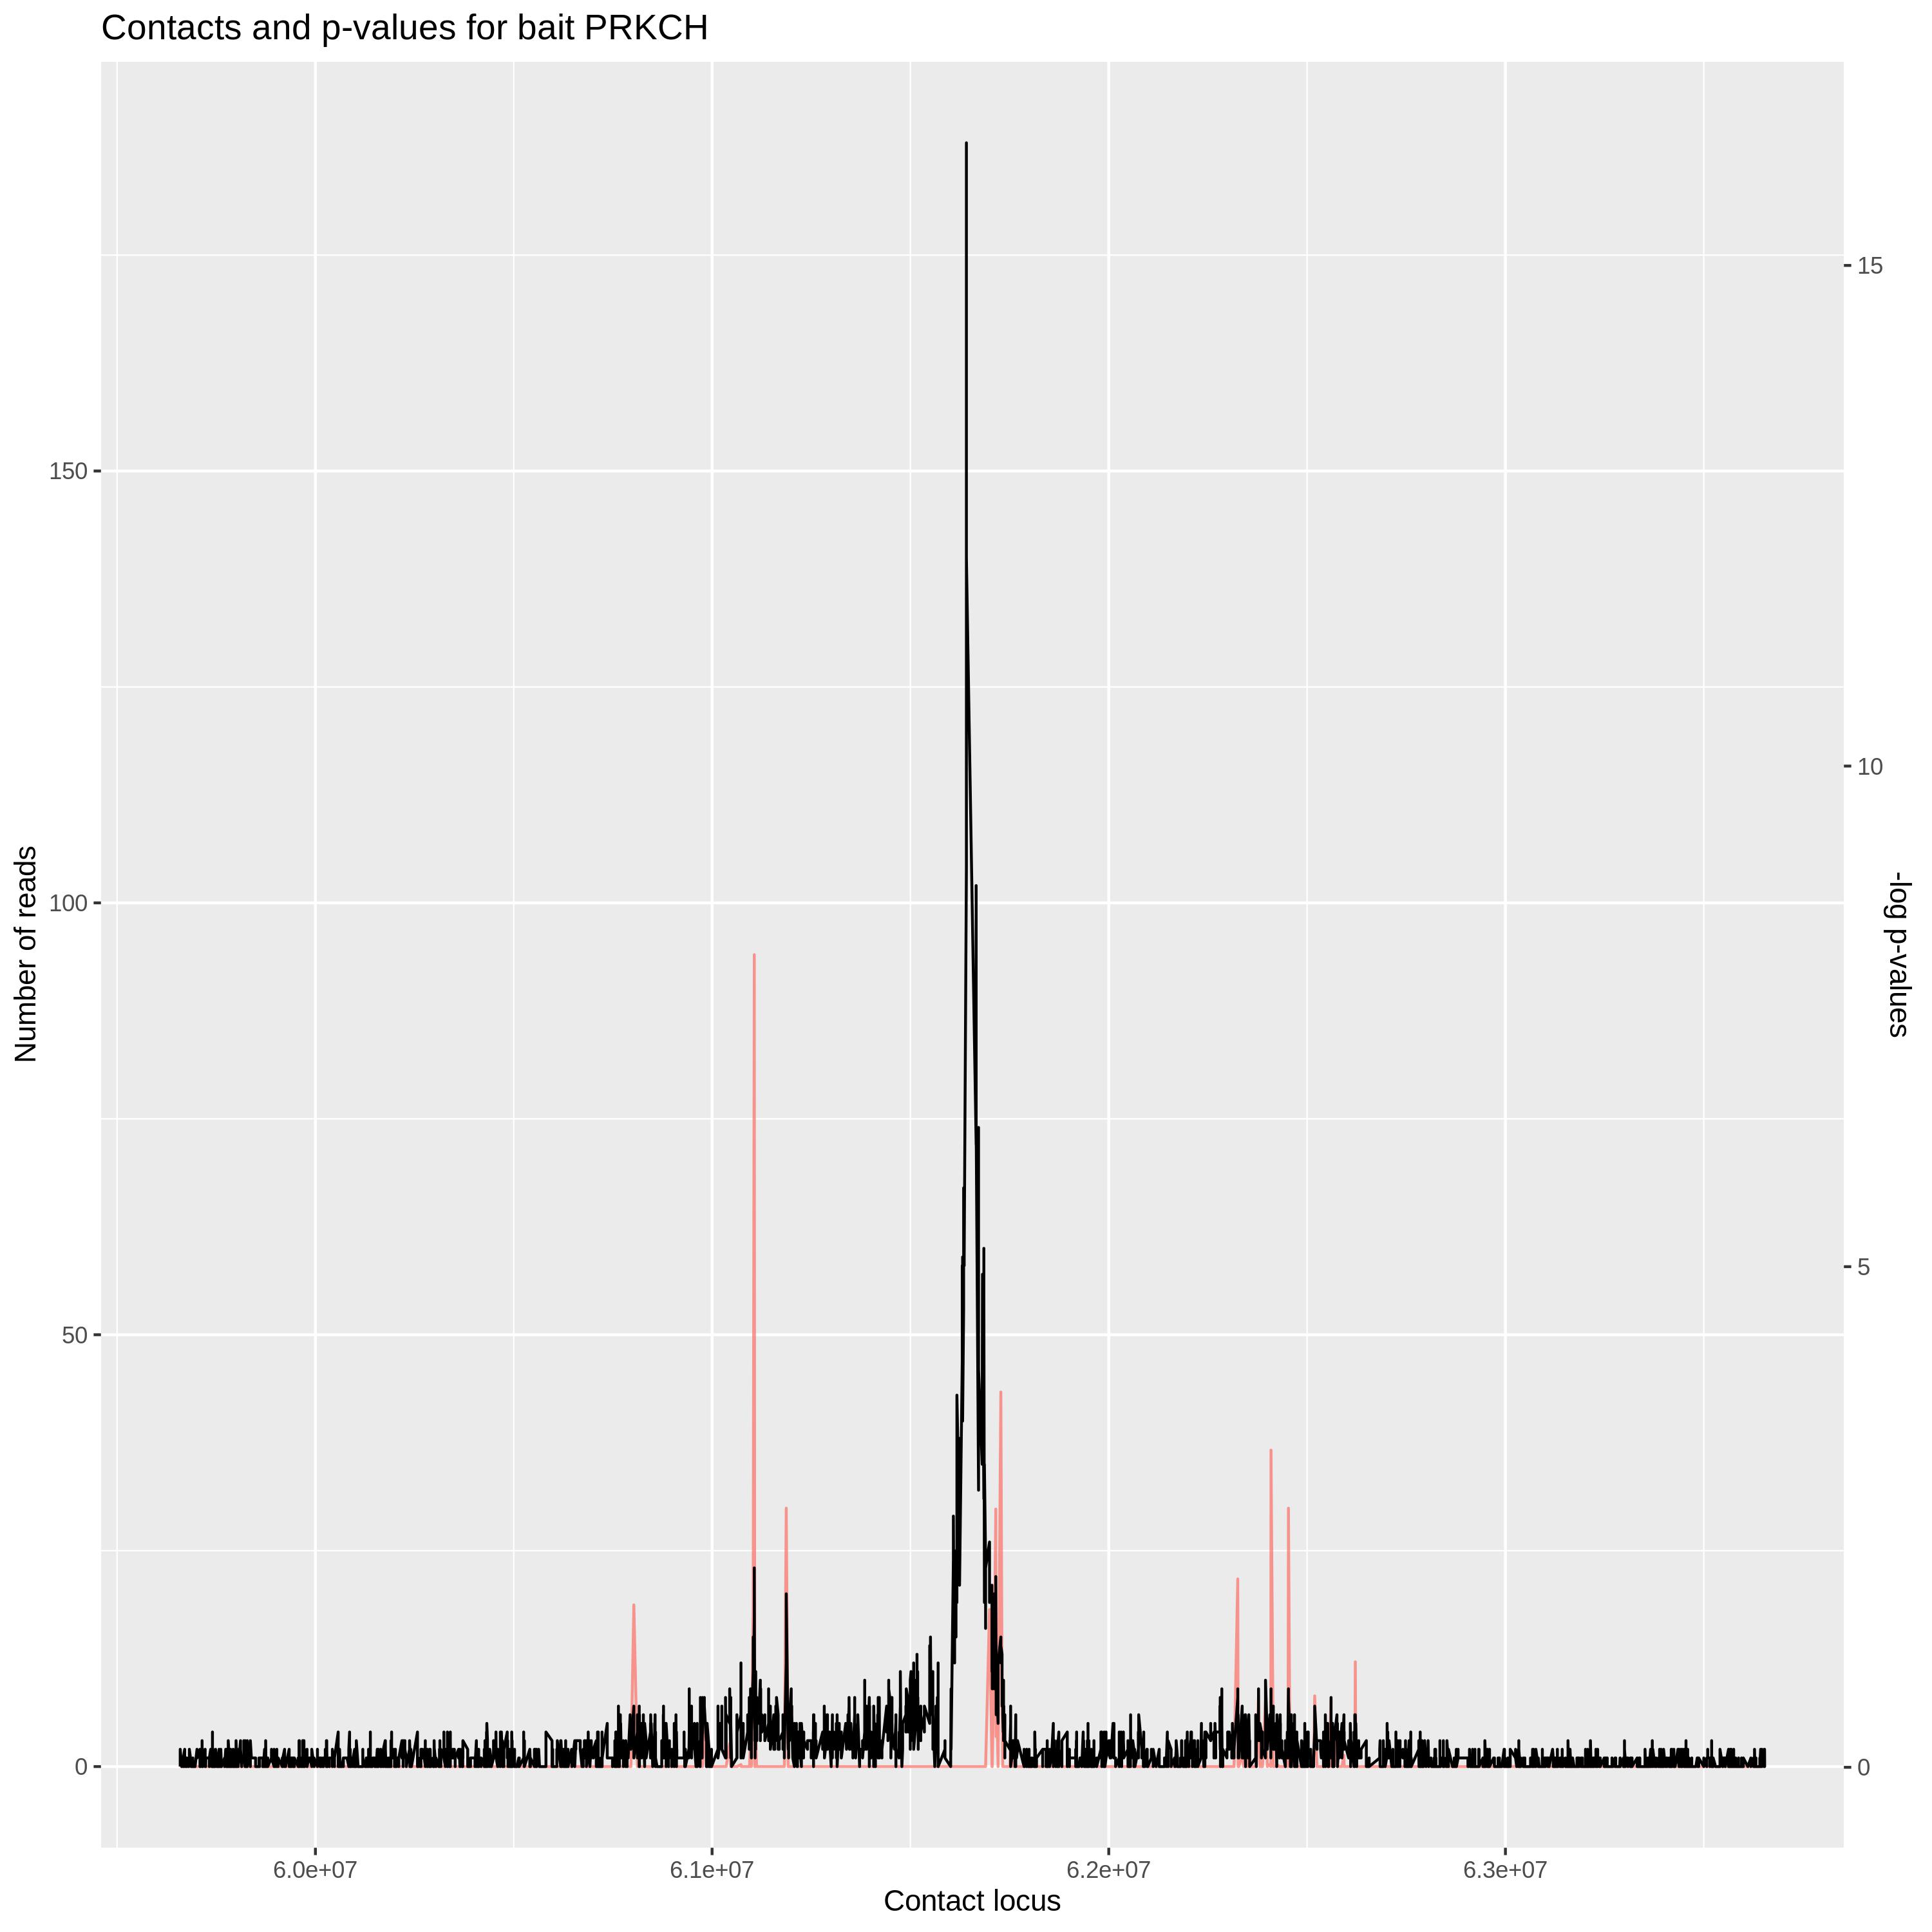 Contacts and p-values for bait PRKCH
Number of reads
150
100
50
0
15
10
5
0
-log p-values
6.0e+07 6.1e+07 6.2e+07 6.3e+07
Contact locus